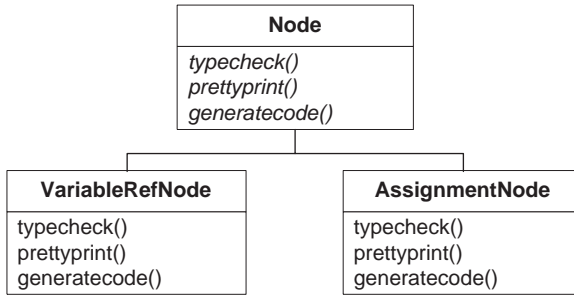 Node
typecheck()
prettyprint()
generatecode()
VariableRefNode
typecheck()
prettyprint()
generatecode()
AssignmentNode
typecheck()
prettyprint()
generatecode()